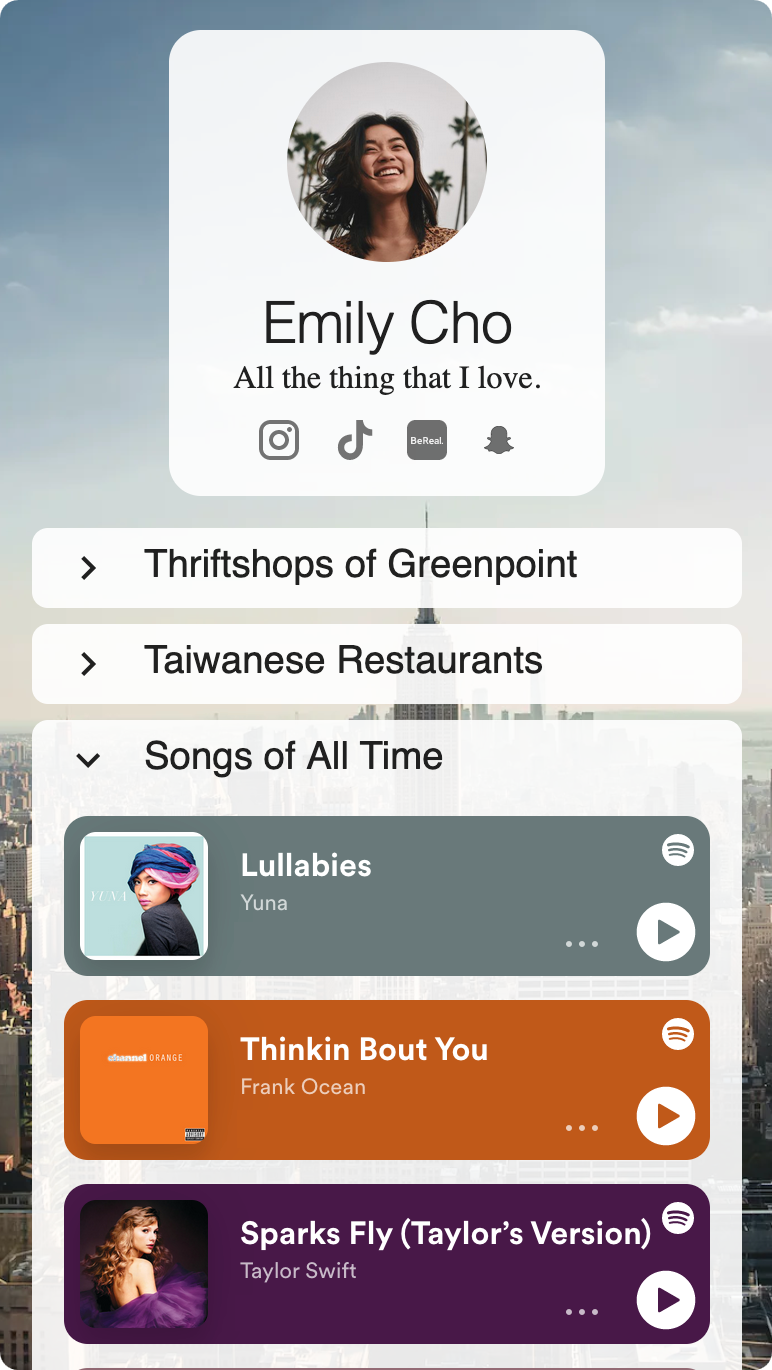 Emily Cho
All the thing that I love.
BeReal.
Thriftshops of Greenpoint
Taiwanese Restaurants
Songs of All Time
YUNA
Lullabies
Yuna
channel ORANGE
Thinkin Bout You
Frank Ocean
Sparks Fly (Taylor’s Version)
Taylor Swift